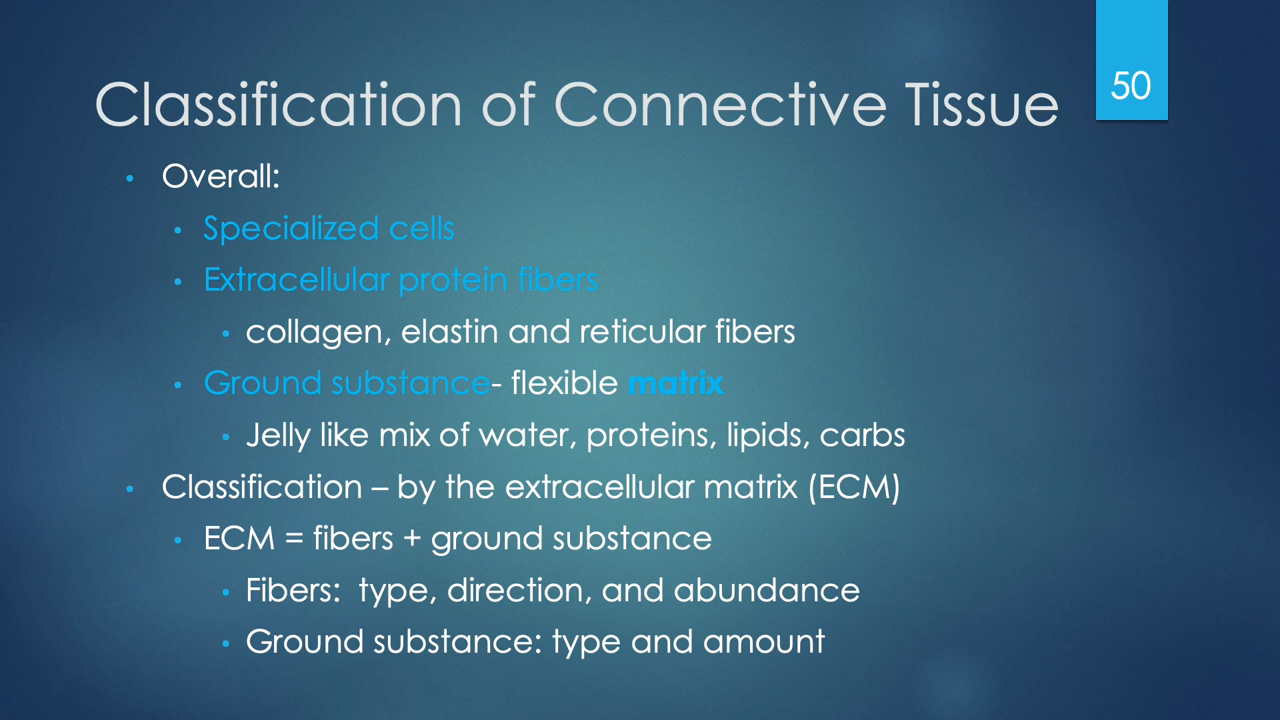 Classification of Connective Tissue
50
• Overall:
• Specialized cells
• Extracellular protein fibers
• collagen, elastin and reticular fibers
• Ground substance- flexible matrix
• Jelly like mix of water, proteins, lipids, carbs
• Classification – by the extracellular matrix (ECM)
• ECM = fibers + ground substance
• Fibers:  type, direction, and abundance
• Ground substance: type and amount